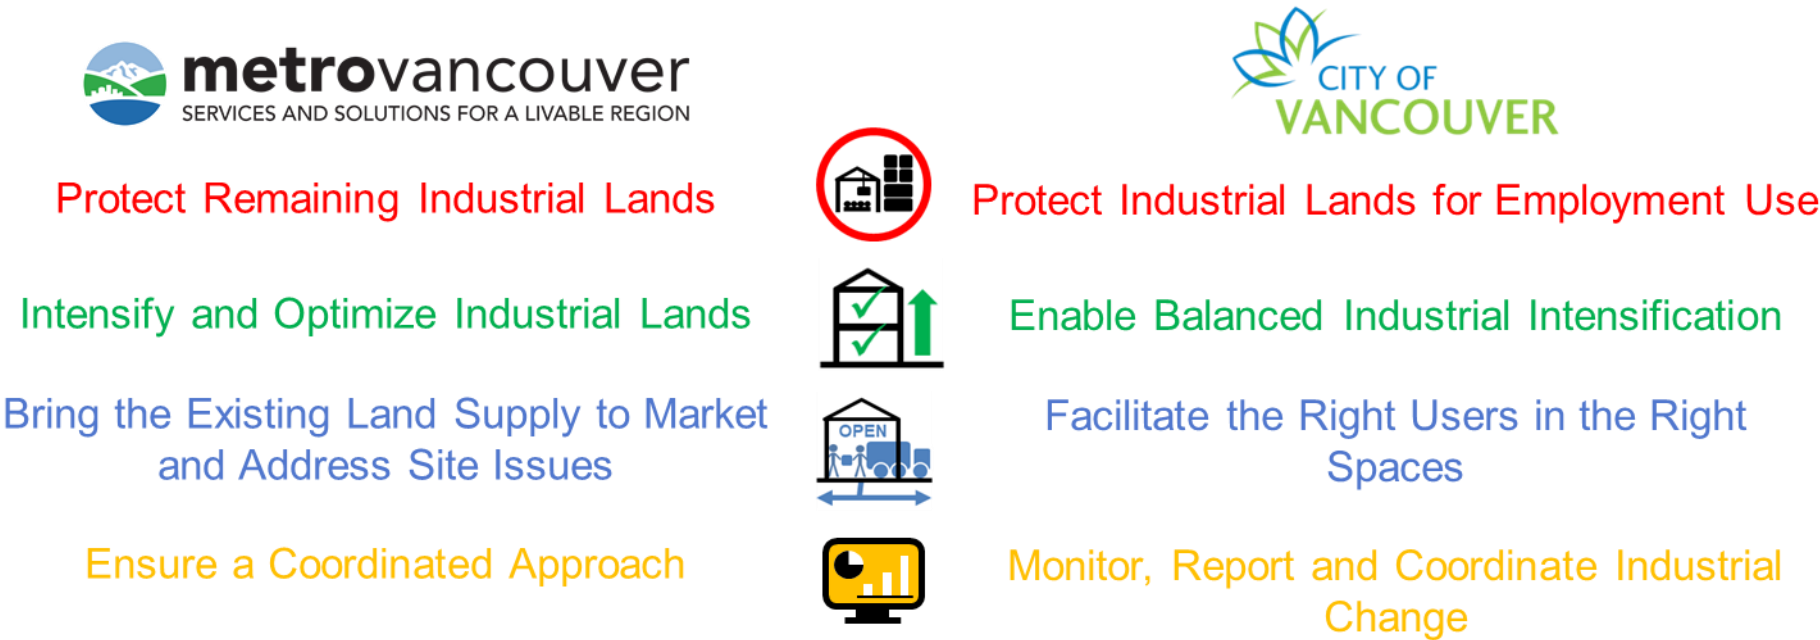 metrovancouver
SERVICES AND SOLUTIONS FOR A LIVABLE REGION
CITY OF
VANCOUVER
Protect Remaining Industrial Lands
Protect Industrial Lands for Employment Use
Intensify and Optimize Industrial Lands
Enable Balanced Industrial Intensification
Bring the Existing Land Supply to Market
and Address Site Issues
OPEN
Facilitate the Right Users in the Right
Spaces
Ensure a Coordinated Approach
Monitor, Report and Coordinate Industrial
Change